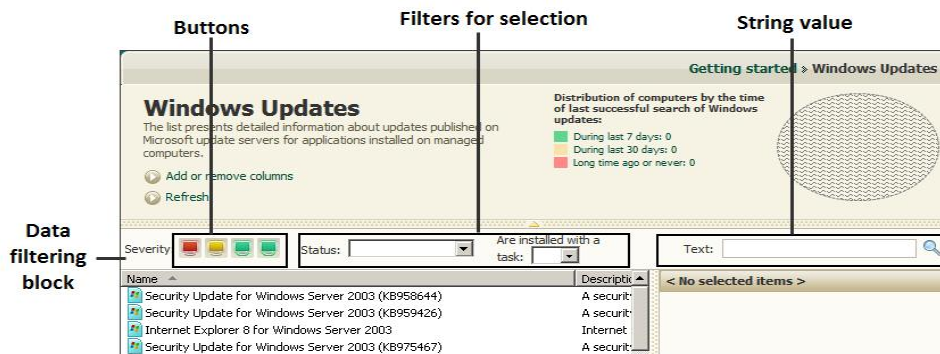 Buttons
Filters for selection
String value
Getting started » Windows Updates
Windows Updates
The list presents detailed information about updates published on
Microsoft update servers for applications installed on managed
computers.
Add or remove columns
Refresh
Distribution of computers by the time
of last successful search of Windows
updates:
During last 7 days: 0
During last 30 days: 0
Long time ago or never: 0
Data
filtering
block
Severity
Status:
Are installed with a
task:
Text:
Name
Descriptic
< No selected items >
Security Update for Windows Server 2003 (KB958644)
A securit
Security Update for Windows Server 2003 (KB959426)
A securit
Internet Explorer 8 for Windows Server 2003
Internet
Security Update for Windows Server 2003 (KB975467)
A securit